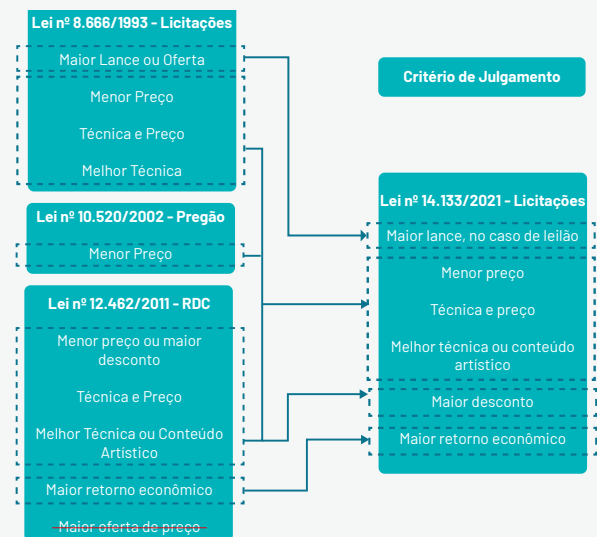 Lei nº 8.666/1993 - Licitações
Maior Lance ou Oferta
Menor Preço
Técnica e Preço
Melhor Técnica
Lei nº 10.520/2002 - Pregão
Menor Preço
Lei nº 12.462/2011 - RDC
Menor preço ou maior
desconto
Técnica e Preço
Melhor Técnica ou Conteúdo
Artístico
Maior retorno econômico
Maior oferta de preço
Critério de Julgamento
Lei nº 14.133/2021 - Licitações
Maior lance, no caso de leilão
Menor preço
Técnica e preço
Melhor técnica ou conteúdo
artístico
Maior desconto
Maior retorno econômico